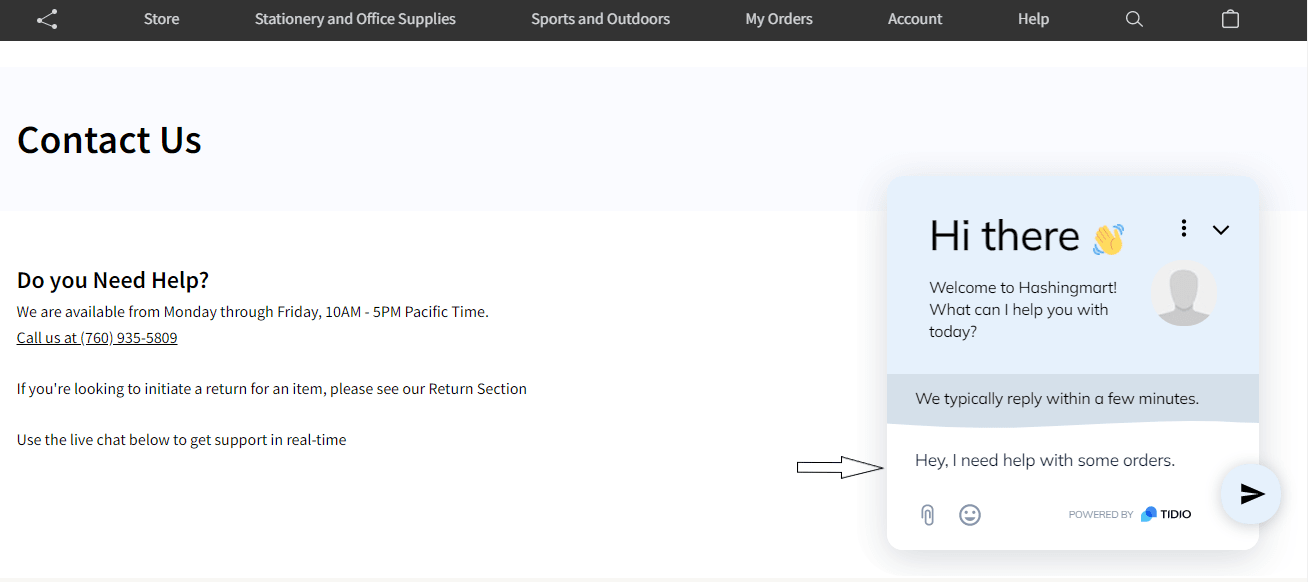 Store Stationery and Office Supplies Sports and Outdoors My Orders Account Help
Contact Us
Do you Need Help?
We are available from Monday through Friday, 10AM - 5PM Pacific Time.
Call us at (760) 935-5809
If you're looking to initiate a return for an item, please see our Return Section
Use the live chat below to get support in real-time
Hi there
Welcome to Hashingmart!
What can I help you with
today?
We typically reply within a few minutes.
Hey, I need help with some orders.
POWERED BY TIDIO